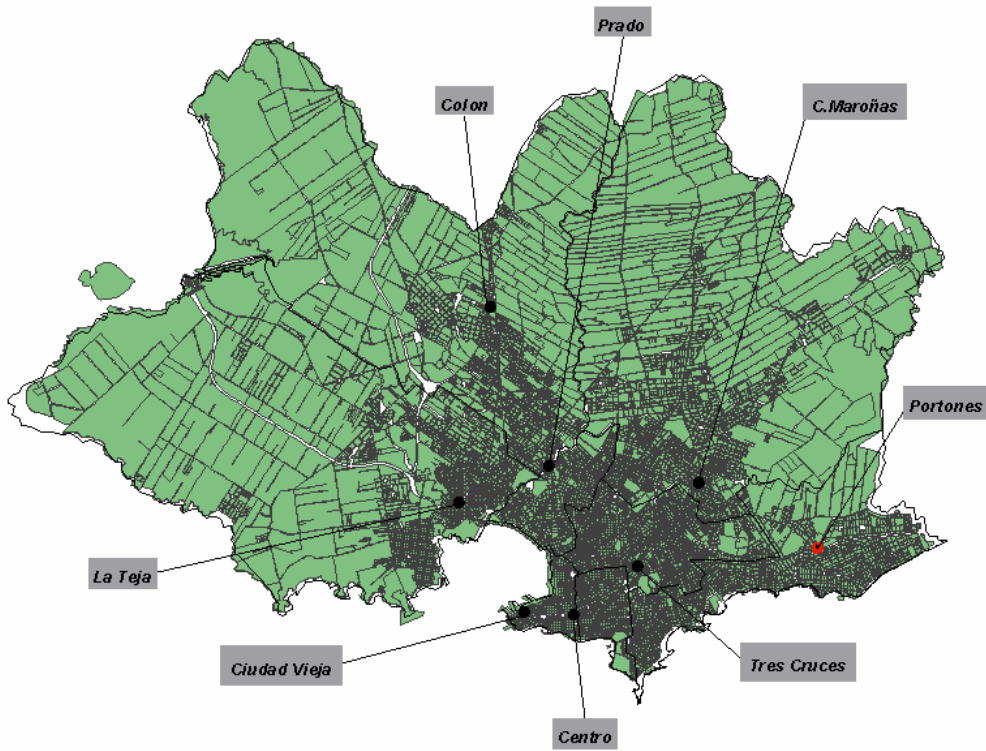 Prado
Colon
C.Maroñas
Portones
La Teja
Ciudad Vieja
Tres Cruces
Centro